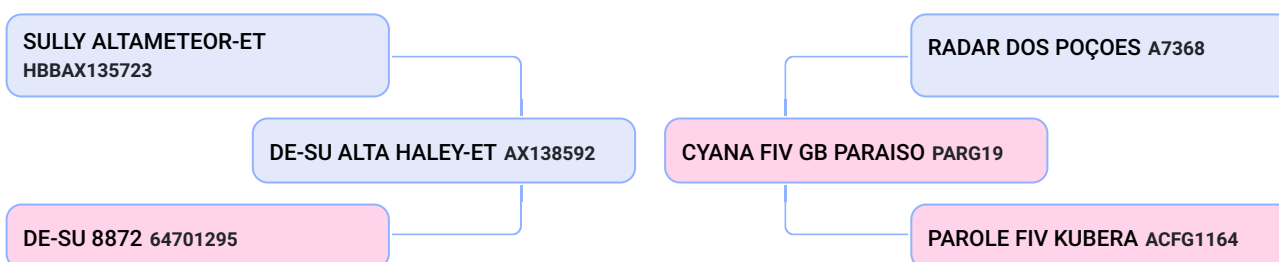 SULLY ALTAMETEOR-ET
HBBAX135723
RADAR DOS POÇOES A7368
DE-SU ALTA HALEY-ET AX138592
CYANA FIV GB PARAISO PARG19
DE-SU 8872 64701295
PAROLE FIV KUBERA ACFG1164